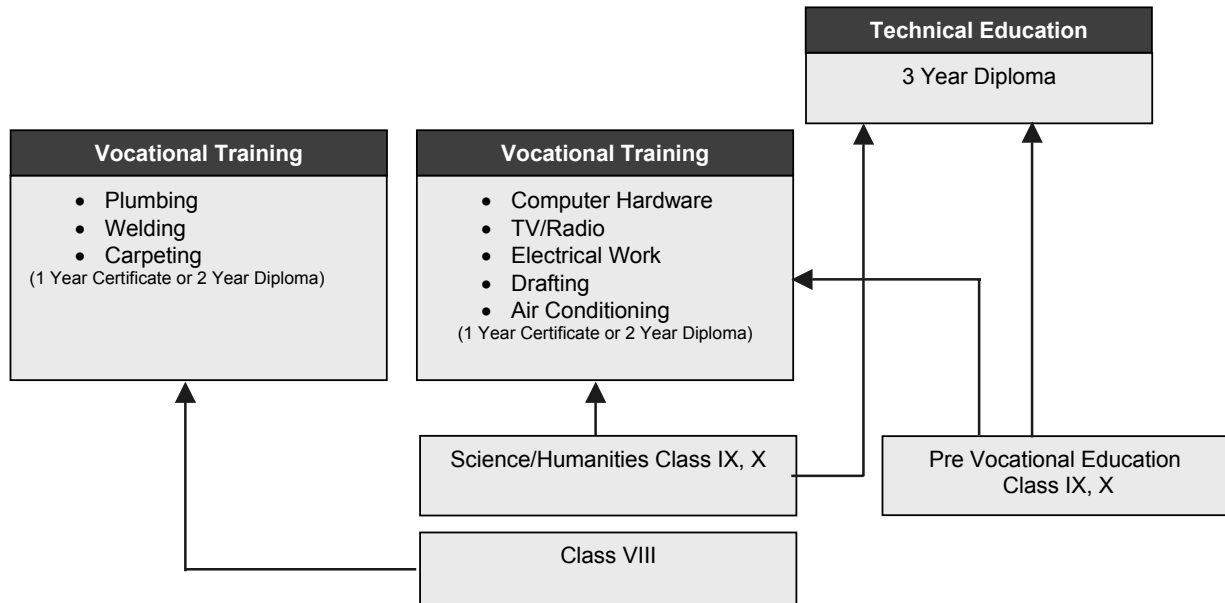 Technical Education
3 Year Diploma
Vocational Training
• Plumbing
• Welding
• Carpeting
(1 Year Certificate or 2 Year Diploma)
Vocational Training
• Computer Hardware
• TV/Radio
• Electrical Work
• Drafting
• Air Conditioning
(1 Year Certificate or 2 Year Diploma)
Science/Humanities Class IX, X
Pre Vocational Education
Class IX, X
Class VIII